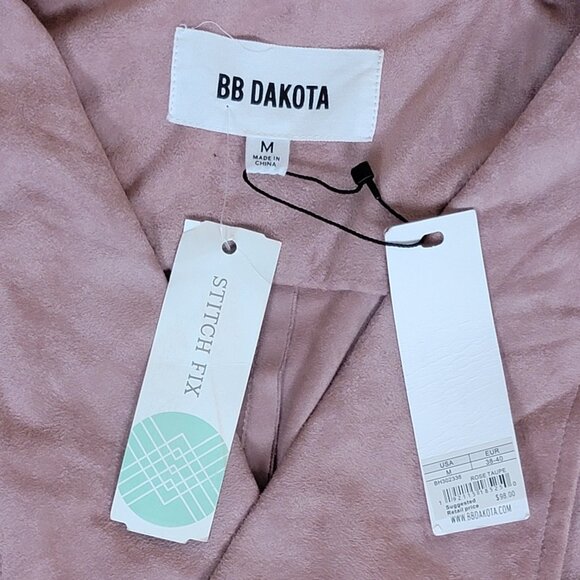 BB DAKOTA
M
MADE IN
CHINA
STITCH FIX
USA EUR
M 38-40
BH302338 ROSE TAUPE
Suggested
Retail price $98.00
WWW.BBDAKOTA.COM